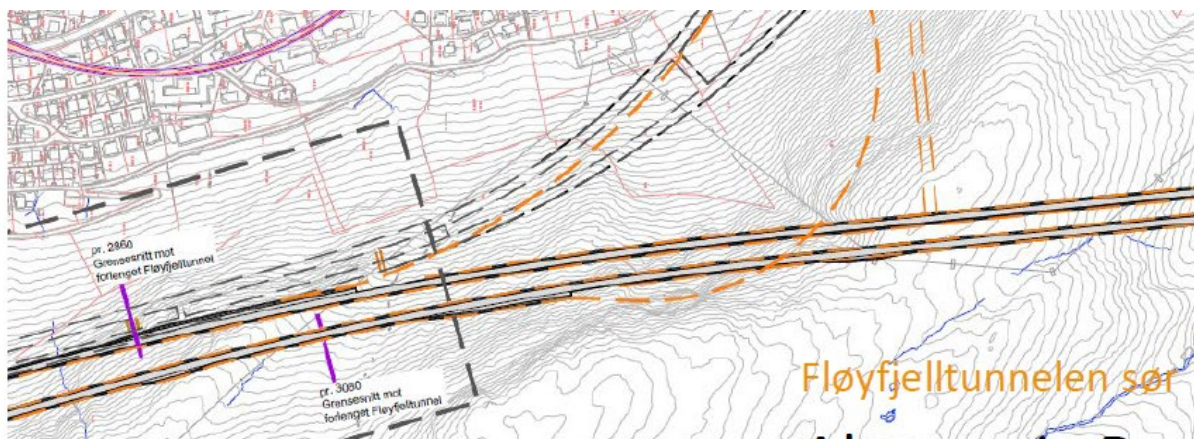 pr. 2860
Grensesnitt mot
forlenget Fløyfjelltunnel
pr. 3080
Grensesnitt mot
forlenget Fløyfjelltunnel
Fløyfjelltunnelen sør